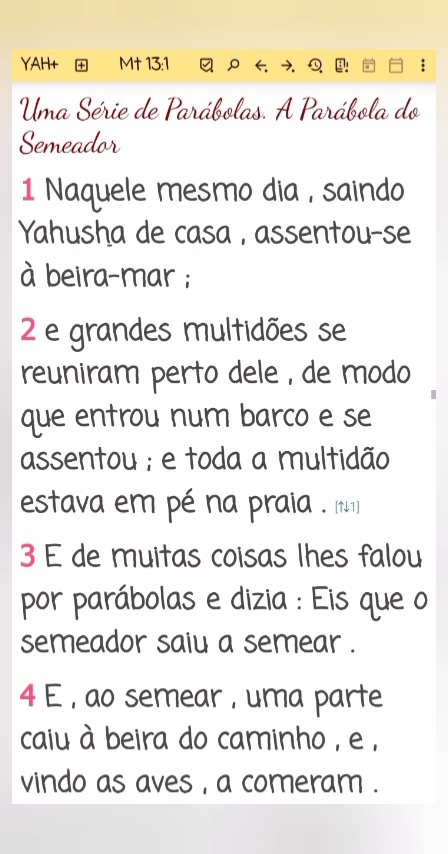 YAH+ Mt 13:1
Uma Série de Parábolas. A Parábola do
Semeador
1 Naquele mesmo dia , saindo
Yahusha de casa , assentou-se
à beira-mar ;
2 e grandes multidões se
reuniram perto dele , de modo
que entrou num barco e se
assentou ; e toda a multidão
estava em pé na praia . [↑↓1]
3 E de muitas coisas lhes falou
por parábolas e dizia : Eis que o
semeador saiu a semear .
4 E , ao semear , uma parte
caiu à beira do caminho , e ,
vindo as aves , a comeram .